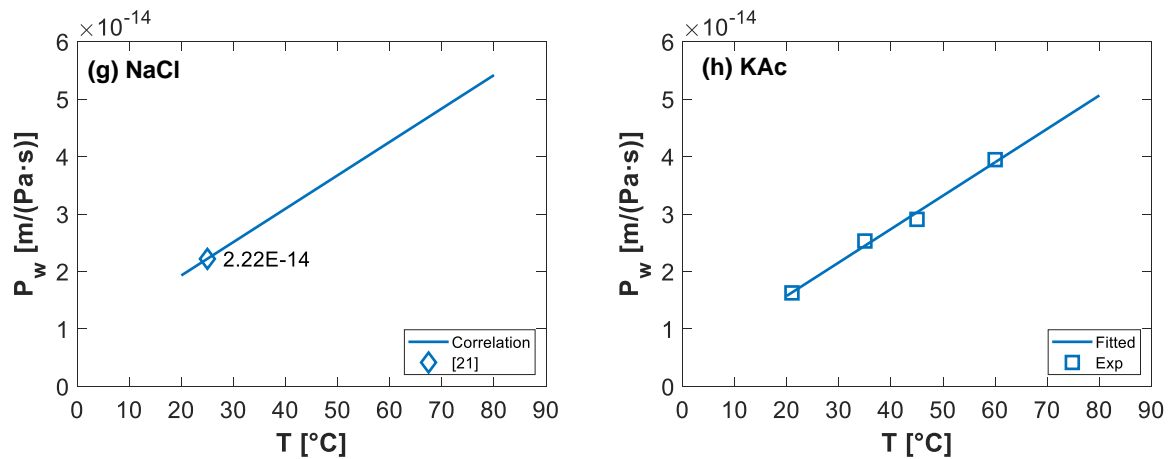 ×10⁻¹⁴
(g) NaCl
P_w [m/(Pa·s)]
6
5
4
3
2
1
0
2.22E-14
Correlation
[21]
0 10 20 30 40 50 60 70 80 90
T [°C]
×10⁻¹⁴
(h) KAc
P_w [m/(Pa·s)]
6
5
4
3
2
1
0
Fitted
Exp
0 10 20 30 40 50 60 70 80 90
T [°C]